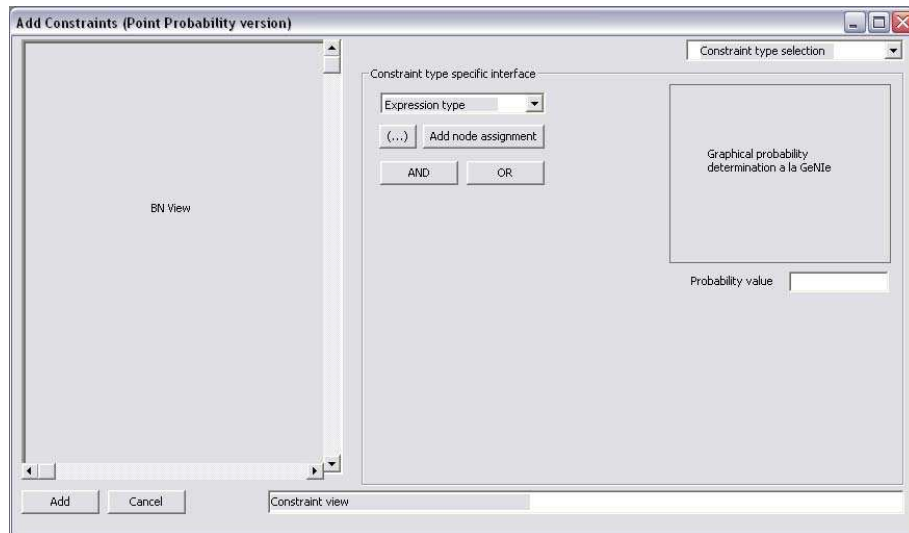 Add Constraints (Point Probability version)
Constraint type selection
Constraint type specific interface
Expression type
(...) Add node assignment
AND OR
Graphical probability
determination a la GeNIe
BN View
Probability value
Add Cancel Constraint view